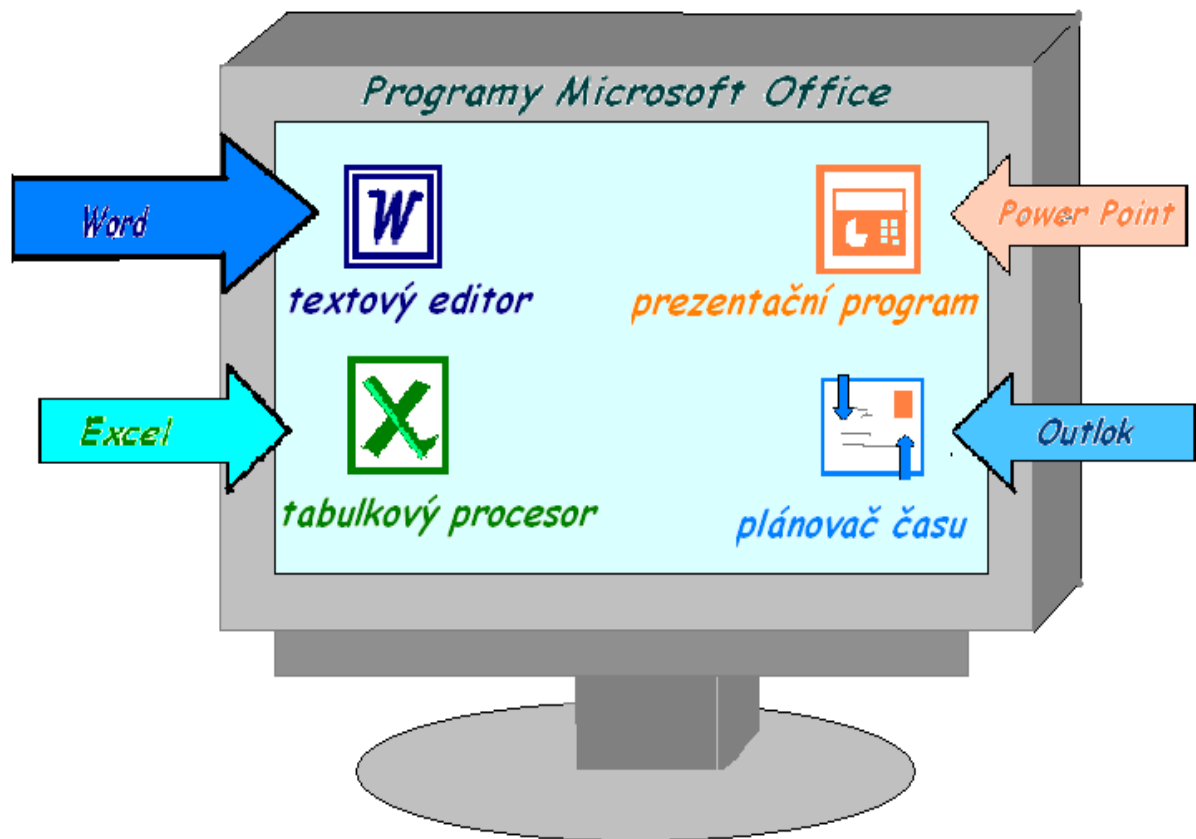 Programy Microsoft Office
Word
W
textový editor
Power Point
prezentační program
Excel
X
tabulkový procesor
Outlok
plánovač času